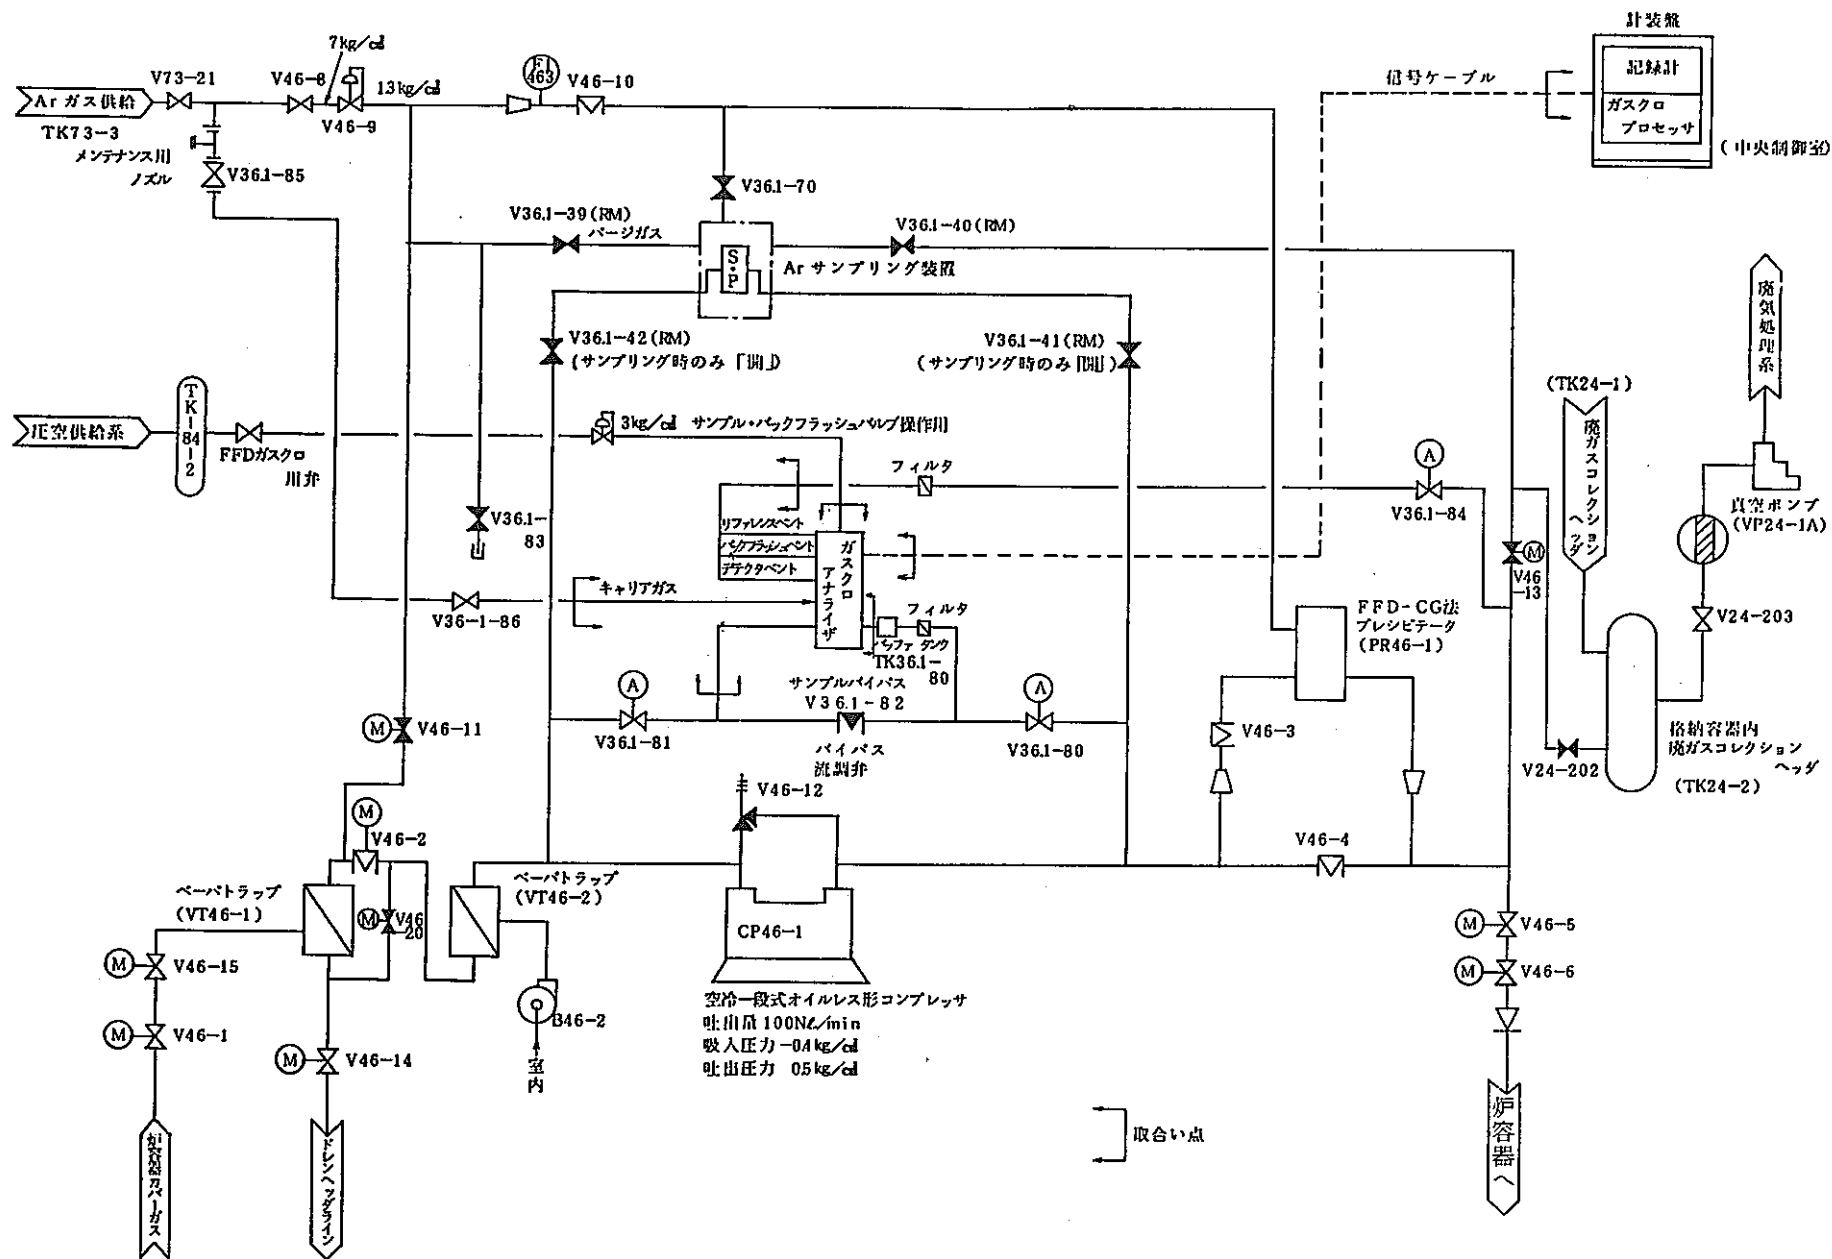 計装盤
記録計
ガスクロ
プロセッサ
(中央制御室)
信号ケーブル
7kg/c㎡
V73-21
V46-8
V46-9
1.3kg/c㎡
FI
463
V46-10
Arガス供給
TK73-3
メンテナンス用
ノズル
V36.1-85
V36.1-70
V36.1-39(RM)
パージガス
V36.1-40(RM)
S・P
Arサンプリング装置
V36.1-42(RM)
(サンプリング時のみ「開」)
V36.1-41(RM)
(サンプリング時のみ「開」)
廃気処理系
(TK24-1)
廃ガスコレクションヘッダ
真空ポンプ
(VP24-1A)
圧空供給系
TK-84-2
FFDガスクロ
用弁
3kg/c㎡ サンプル・バックフラッシュバルブ操作用
フィルタ
A
V36.1-84
V36.1-
83
リファレンスベント
バックフラッシュベント
デテクタベント
ガスクロ
アナライザ
キャリアガス
V36-1-86
フィルタ
バッファ タンク
TK36.1-
80
M
V46
-13
FFD-CG法
プレシピテータ
(PR46-1)
V24-203
サンプルバイパス
V36.1-82
バイパス
流調弁
A
V36.1-81
A
V36.1-80
M
V46-11
V46-3
V24-202
格納容器内
廃ガスコレクション
ヘッダ
(TK24-2)
V46-12
M
V46-2
V46-4
ベーパトラップ
(VT46-1)
M
V46
20
ベーパトラップ
(VT46-2)
CP46-1
M
V46-15
M
V46-5
M
V46-6
M
V46-1
M
V46-14
B46-2
室内
空冷一段式オイルレス形コンプレッサ
吐出量 100Nℓ/min
吸入圧力 -0.4kg/c㎡
吐出圧力 0.5kg/c㎡
取合い点
炉容器カバーガス
ドレンヘッダライン
炉容器へ